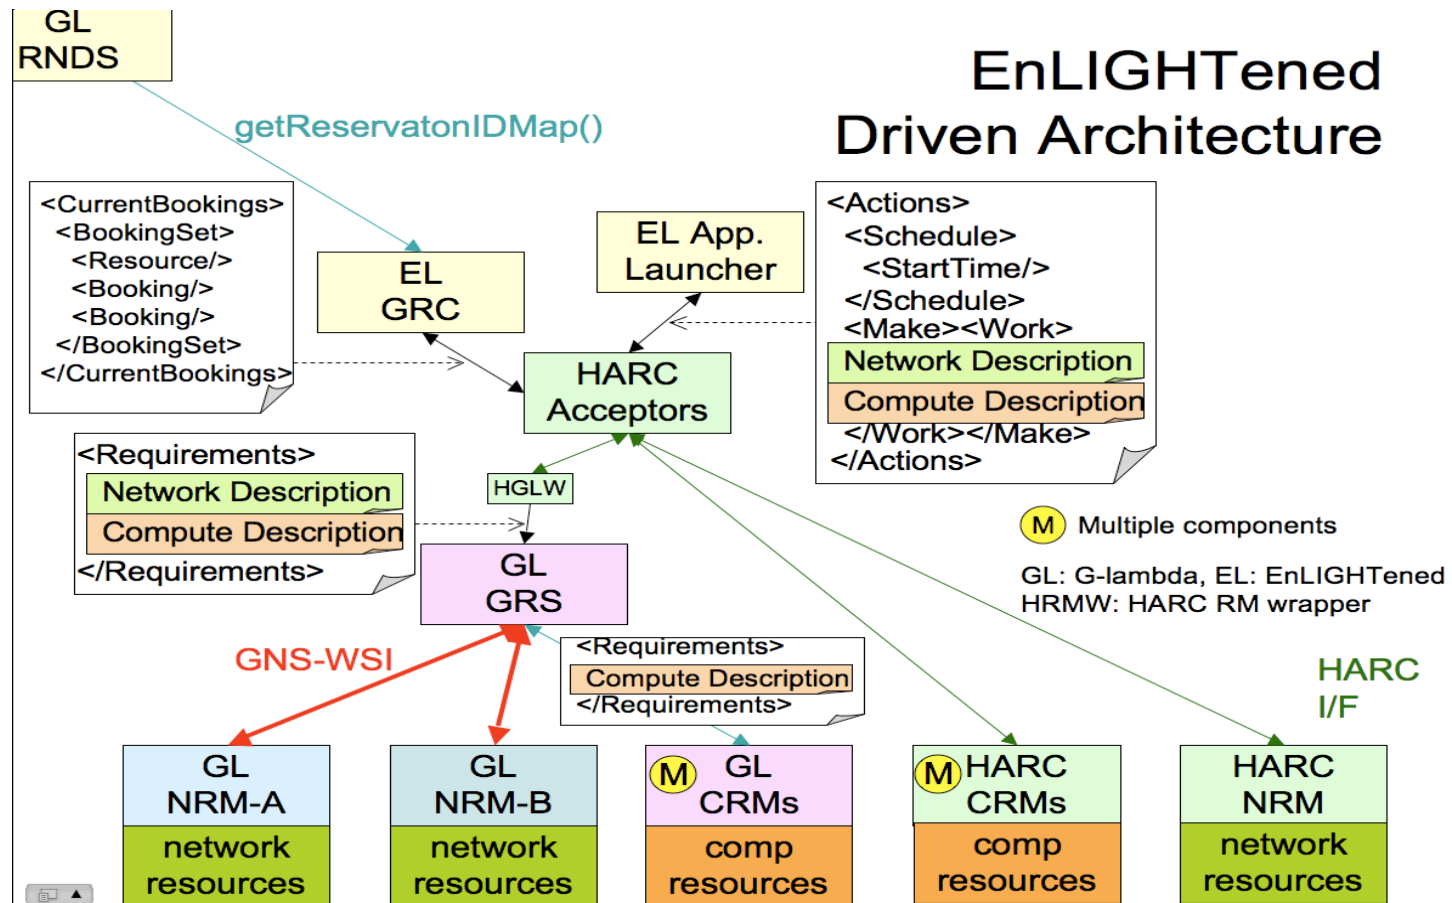 GL
RNDS
EnLIGHTened
Driven Architecture
getReservatonIDMap()
<CurrentBookings>
<BookingSet>
<Resource/>
<Booking/>
<Booking/>
</BookingSet>
</CurrentBookings>
EL
GRC
EL App.
Launcher
<Actions>
<Schedule>
<StartTime/>
</Schedule>
<Make><Work>
Network Description
Compute Description
</Work></Make>
</Actions>
HARC
Acceptors
<Requirements>
Network Description
Compute Description
</Requirements>
HGLW
GL
GRS
M Multiple components
GL: G-lambda, EL: EnLIGHTened
HRMW: HARC RM wrapper
GNS-WSI
<Requirements>
Compute Description
</Requirements>
HARC
I/F
GL
NRM-A
network
resources
GL
NRM-B
network
resources
M GL
CRMs
comp
resources
M HARC
CRMs
comp
resources
HARC
NRM
network
resources